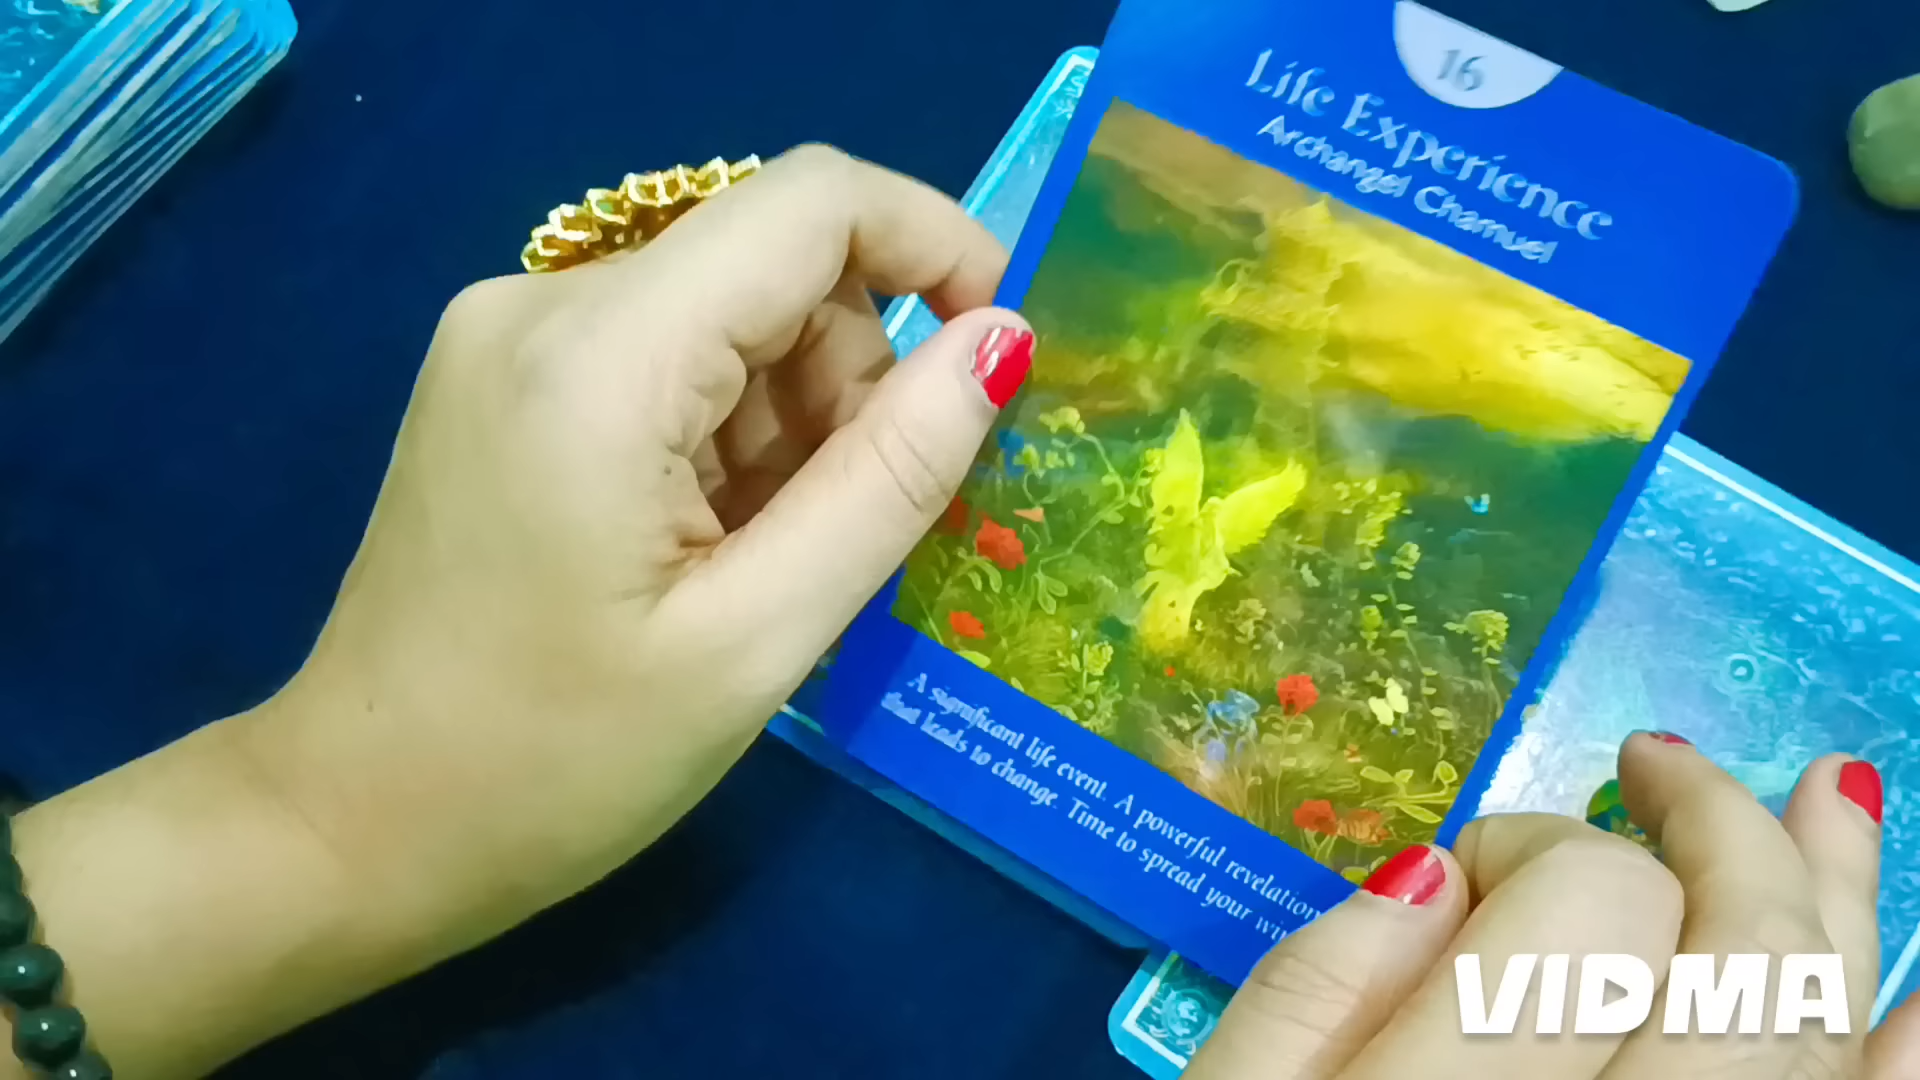 16
Life Experience
Archangel Chamuel
A significant life event. A powerful revelation
that leads to change. Time to spread your
VIDMA